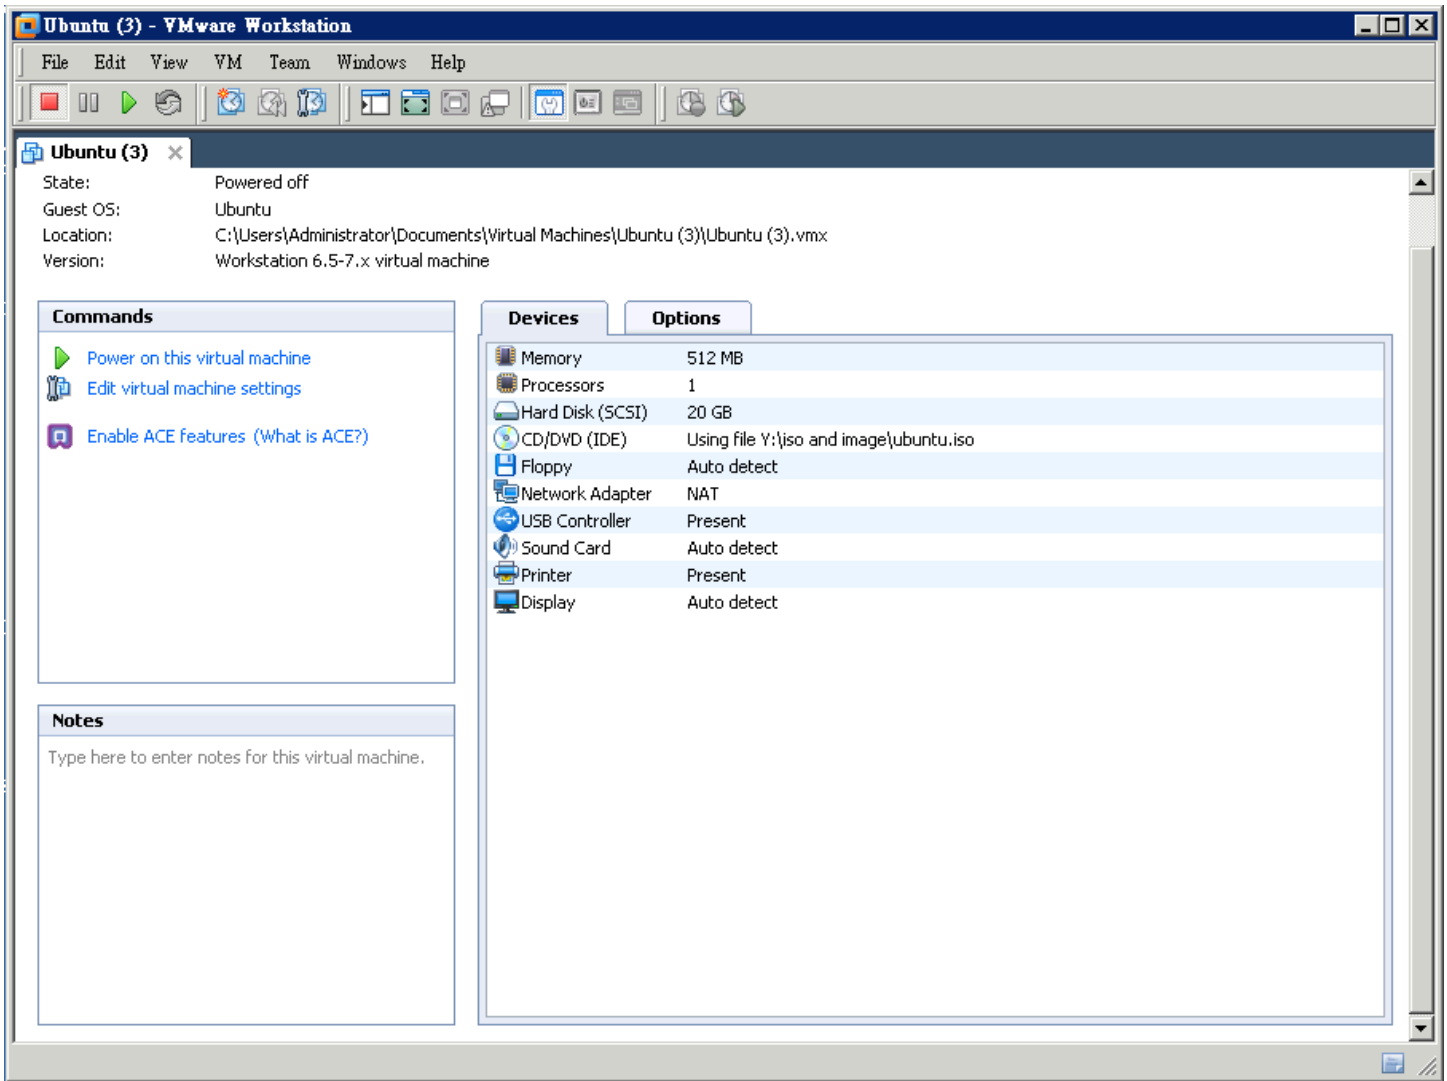 Ubuntu (3) - VMware Workstation
File Edit View VM Team Windows Help
Ubuntu (3)
State: Powered off
Guest OS: Ubuntu
Location: C:\Users\Administrator\Documents\Virtual Machines\Ubuntu (3)\Ubuntu (3).vmx
Version: Workstation 6.5-7.x virtual machine
Commands
Power on this virtual machine
Edit virtual machine settings
Enable ACE features (What is ACE?)
Devices Options
Memory 512 MB
Processors 1
Hard Disk (SCSI) 20 GB
CD/DVD (IDE) Using file Y:\iso and image\ubuntu.iso
Floppy Auto detect
Network Adapter NAT
USB Controller Present
Sound Card Auto detect
Printer Present
Display Auto detect
Notes
Type here to enter notes for this virtual machine.